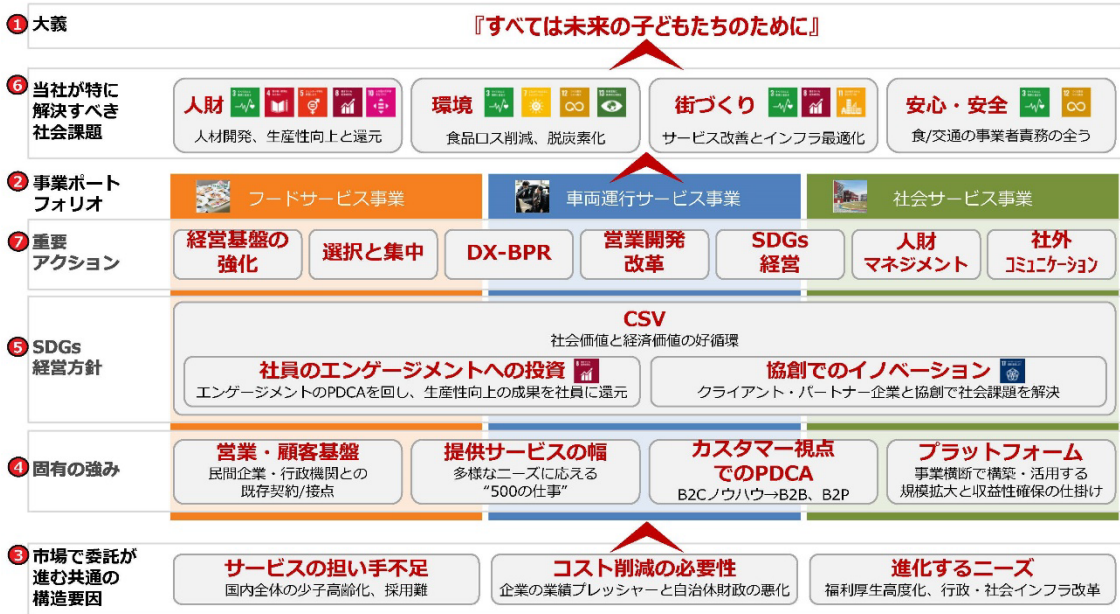 1 大義
『すべては未来の子どもたちのために』
6 当社が特に
解決すべき
社会課題
人財
人材開発、生産性向上と還元
環境
食品ロス削減、脱炭素化
街づくり
サービス改善とインフラ最適化
安心・安全
食/交通の事業者責務の全う
2 事業ポート
フォリオ
フードサービス事業
車両運行サービス事業
社会サービス事業
7 重要
アクション
経営基盤の
強化
選択と集中
DX-BPR
営業開発
改革
SDGs
経営
人財
マネジメント
社外
コミュニケーション
5 SDGs
経営方針
CSV
社会価値と経済価値の好循環
社員のエンゲージメントへの投資
エンゲージメントのPDCAを回し、生産性向上の成果を社員に還元
協創でのイノベーション
クライアント・パートナー企業と協創で社会課題を解決
4 固有の強み
営業・顧客基盤
民間企業・行政機関との
既存契約/接点
提供サービスの幅
多様なニーズに応える
“500の仕事”
カスタマー視点
でのPDCA
B2Cノウハウ→B2B、B2P
プラットフォーム
事業横断で構築・活用する
規模拡大と収益性確保の仕掛け
3 市場で委託が
進む共通の
構造要因
サービスの担い手不足
国内全体の少子高齢化、採用難
コスト削減の必要性
企業の業績プレッシャーと自治体財政の悪化
進化するニーズ
福利厚生高度化、行政・社会インフラ改革